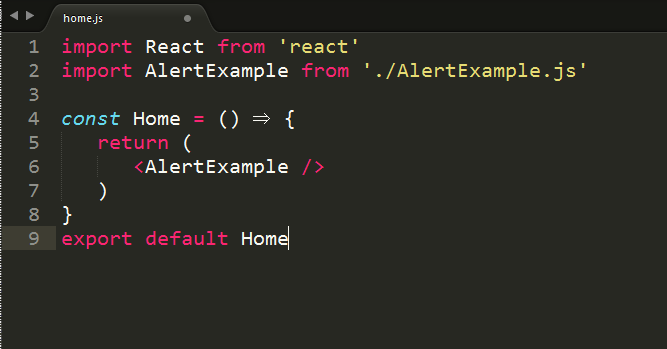 home.js
1 import React from 'react'
2 import AlertExample from './AlertExample.js'
3
4 const Home = () => {
5    return (
6       <AlertExample />
7    )
8 }
9 export default Home